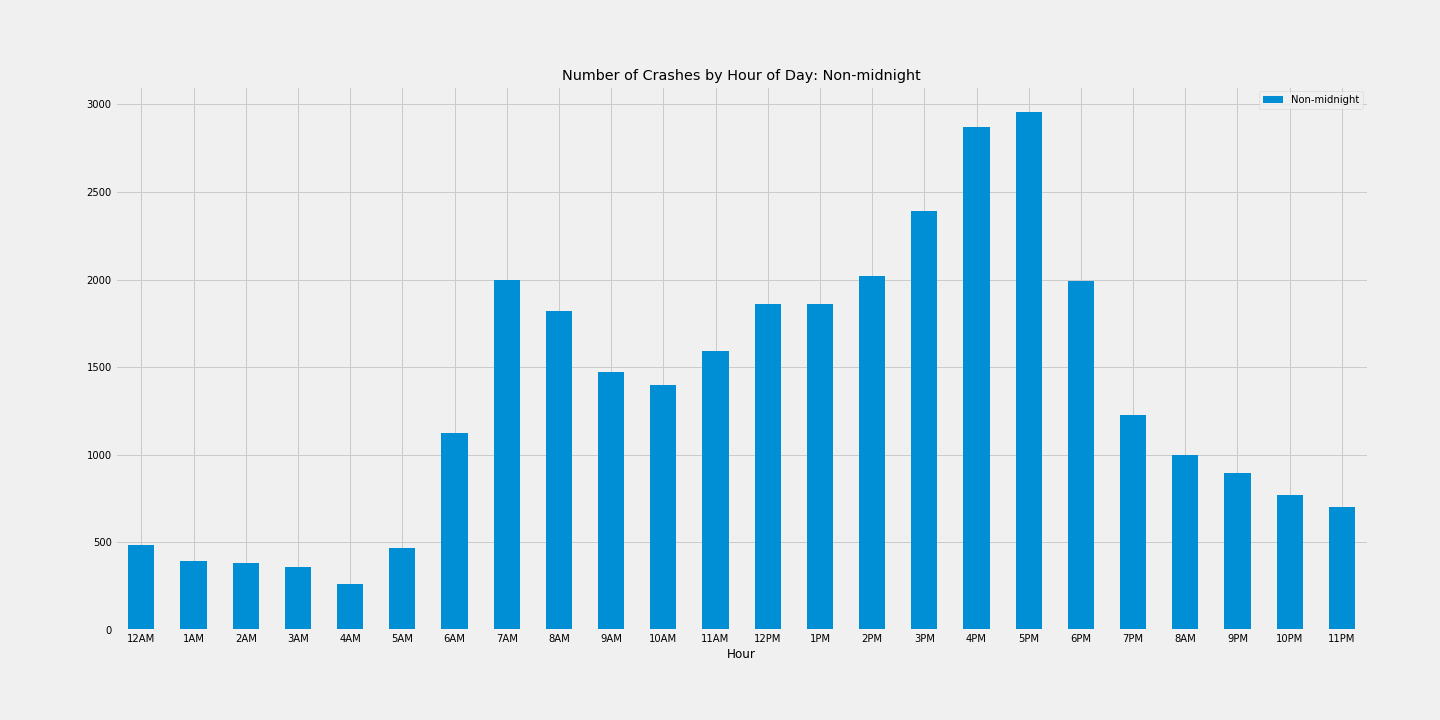 Number of Crashes by Hour of Day: Non-midnight
Non-midnight
3000
2500
2000
1500
1000
500
0
12AM 1AM 2AM 3AM 4AM 5AM 6AM 7AM 8AM 9AM 10AM 11AM 12PM 1PM 2PM 3PM 4PM 5PM 6PM 7PM 8AM 9PM 10PM 11PM
Hour